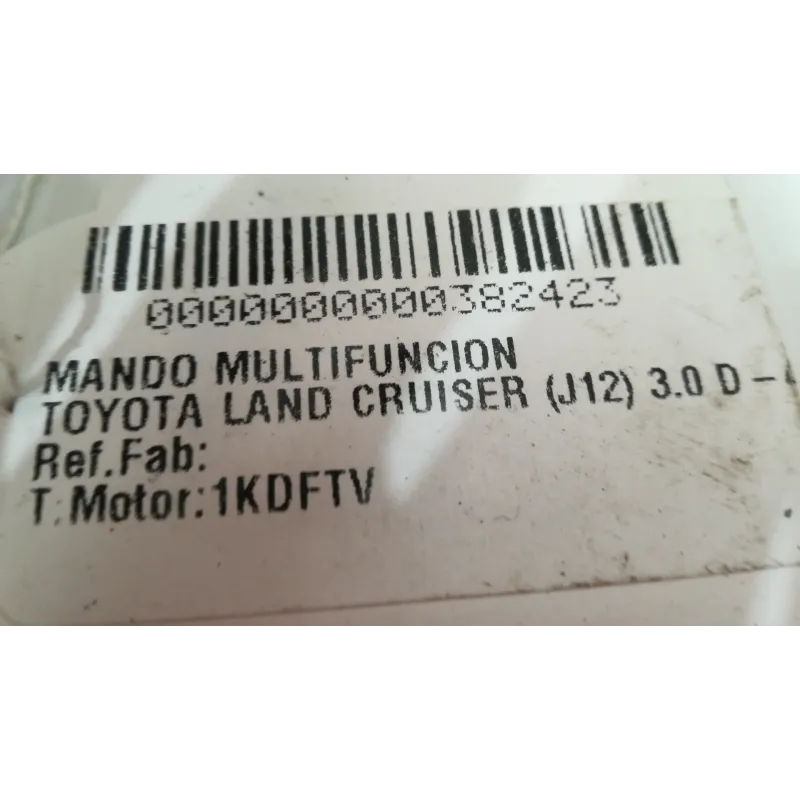 0000000000382423
MANDO MULTIFUNCION
TOYOTA LAND CRUISER (J12) 3.0 D-
Ref.Fab:
T.Motor:1KDFTV